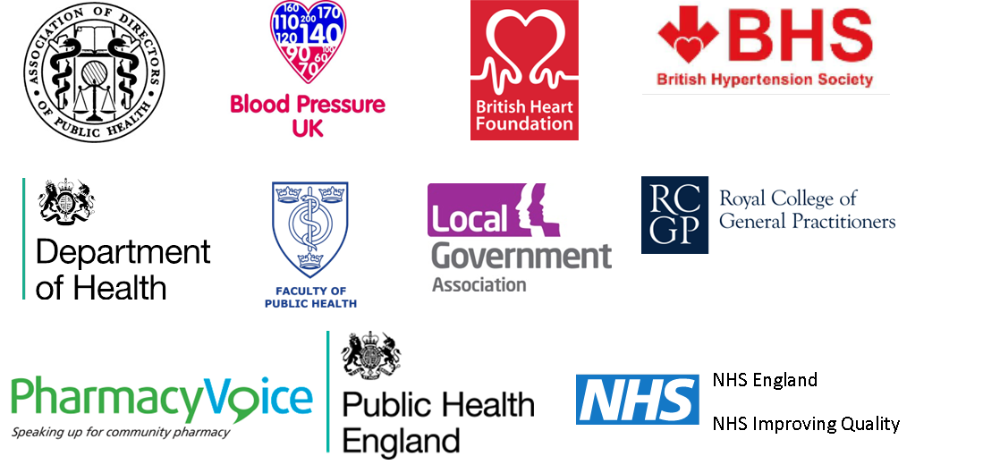 ASSOCIATION OF DIRECTORS
OF PUBLIC HEALTH
160
170
110
200
120
140
90
100
60
70
Blood Pressure
UK
British Heart
Foundation
BHS
British Hypertension Society
Department
of Health
FACULTY OF
PUBLIC HEALTH
Local
Government
Association
RC
GP
Royal College of
General Practitioners
PharmacyVoice
Speaking up for community pharmacy
Public Health
England
NHS
NHS England
NHS Improving Quality